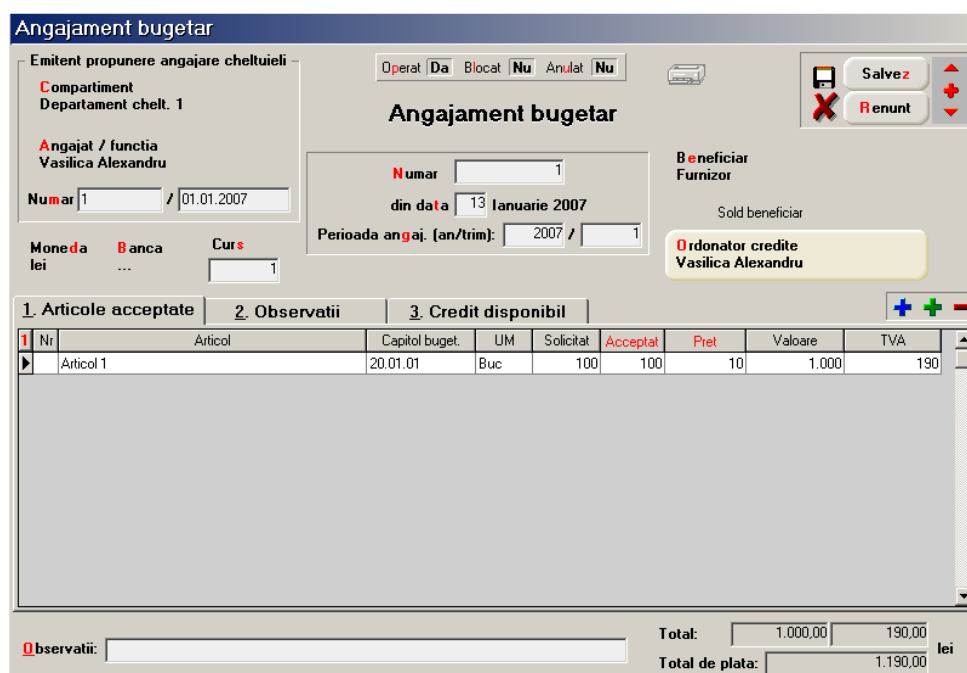 Angajament bugetar
Emitent propunere angajare cheltuieli
Compartiment
Departament chelt. 1
Angajat / functia
Vasilica Alexandru
Numar 1 / 01.01.2007
Operat Da Blocat Nu Anulat Nu
Angajament bugetar
Salvez
Renunt
Numar 1
din data 13 Ianuarie 2007
Perioada angaj. (an/trim): 2007 / 1
Beneficiar
Furnizor
Sold beneficiar
Ordonator credite
Vasilica Alexandru
Moneda Banca Curs
lei ... 1
1. Articole acceptate 2. Observatii 3. Credit disponibil
1 Nr Articol Capitol buget. UM Solicitat Acceptat Pret Valoare TVA
Articol 1 20.01.01 Buc 100 100 10 1.000 190
Observatii:
Total: 1.000,00 190,00 lei
Total de plata: 1.190,00